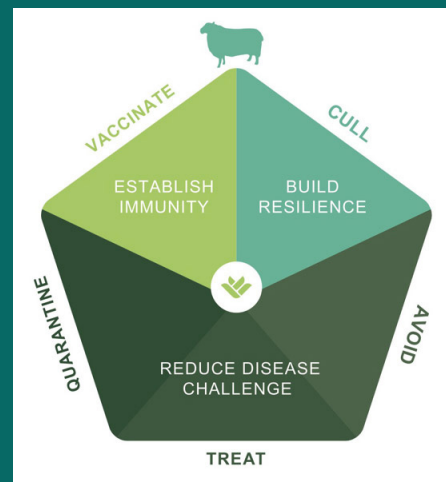 VACCINATE
CULL
ESTABLISH
IMMUNITY
BUILD
RESILIENCE
QUARANTINE
AVOID
REDUCE DISEASE
CHALLENGE
TREAT